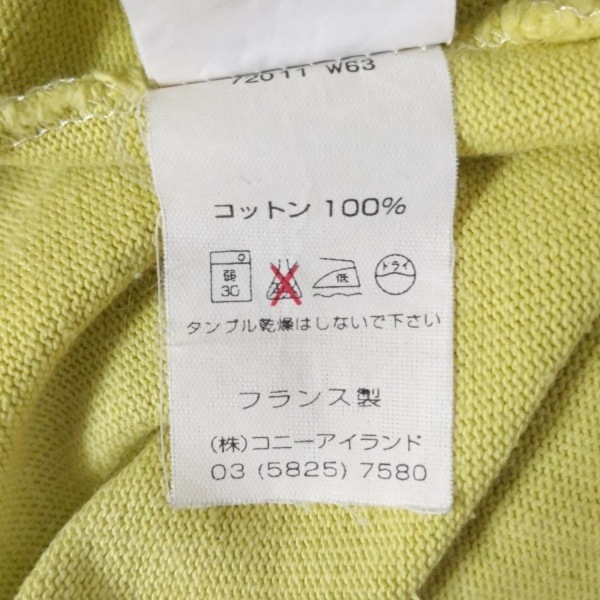 72011 W63
コットン 100%
弱 30 低 ドライ
タンブル乾燥はしないで下さい
フランス製
(株)コニーアイランド
03 (5825) 7580